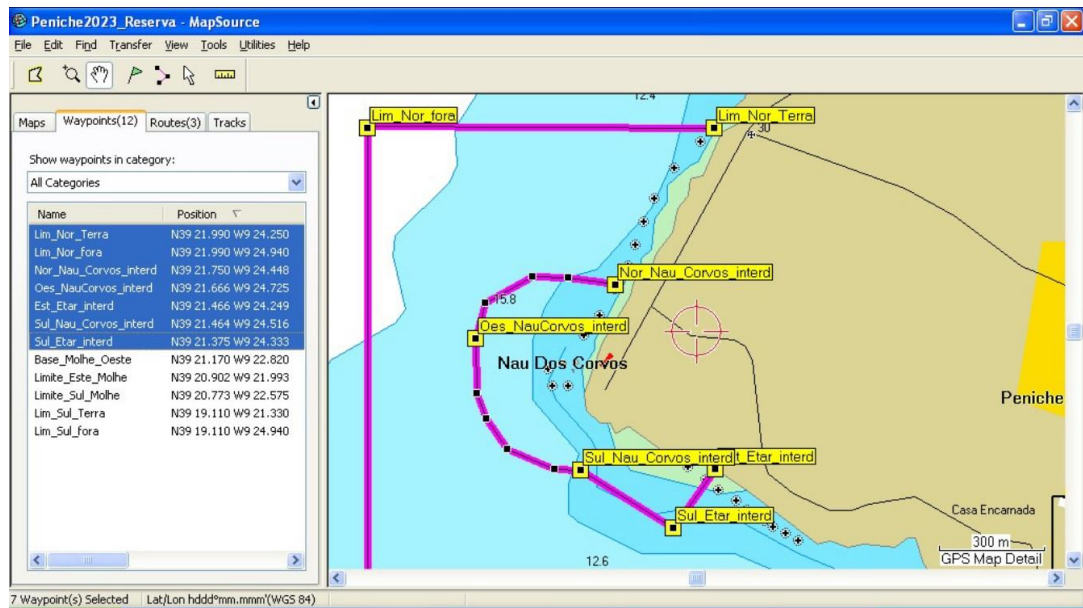 Peniche2023_Reserva - MapSource
File Edit Find Transfer View Tools Utilities Help
Maps Waypoints(12) Routes(3) Tracks
Show waypoints in category:
All Categories
Name Position
Lim_Nor_Terra N39 21.990 W9 24.250
Lim_Nor_fora N39 21.990 W9 24.940
Nor_Nau_Corvos_interd N39 21.750 W9 24.448
Oes_NauCorvos_interd N39 21.666 W9 24.725
Est_Etar_interd N39 21.466 W9 24.249
Sul_Nau_Corvos_interd N39 21.464 W9 24.516
Sul_Etar_interd N39 21.375 W9 24.333
Base_Molhe_Oeste N39 21.170 W9 22.820
Limite_Este_Molhe N39 20.902 W9 21.993
Limite_Sul_Molhe N39 20.773 W9 22.575
Lim_Sul_Terra N39 19.110 W9 21.330
Lim_Sul_fora N39 19.110 W9 24.940
12.4
Lim_Nor_fora
Lim_Nor_Terra
30
Nor_Nau_Corvos_interd
15.8
Oes_NauCorvos_interd
Nau Dos Corvos
Peniche
Sul_Nau_Corvos_interd
t_Etar_interd
Sul_Etar_interd
Casa Encarnada
300 m
GPS Map Detail
12.6
7 Waypoint(s) Selected Lat/Lon hddd°mm.mmm'(WGS 84)